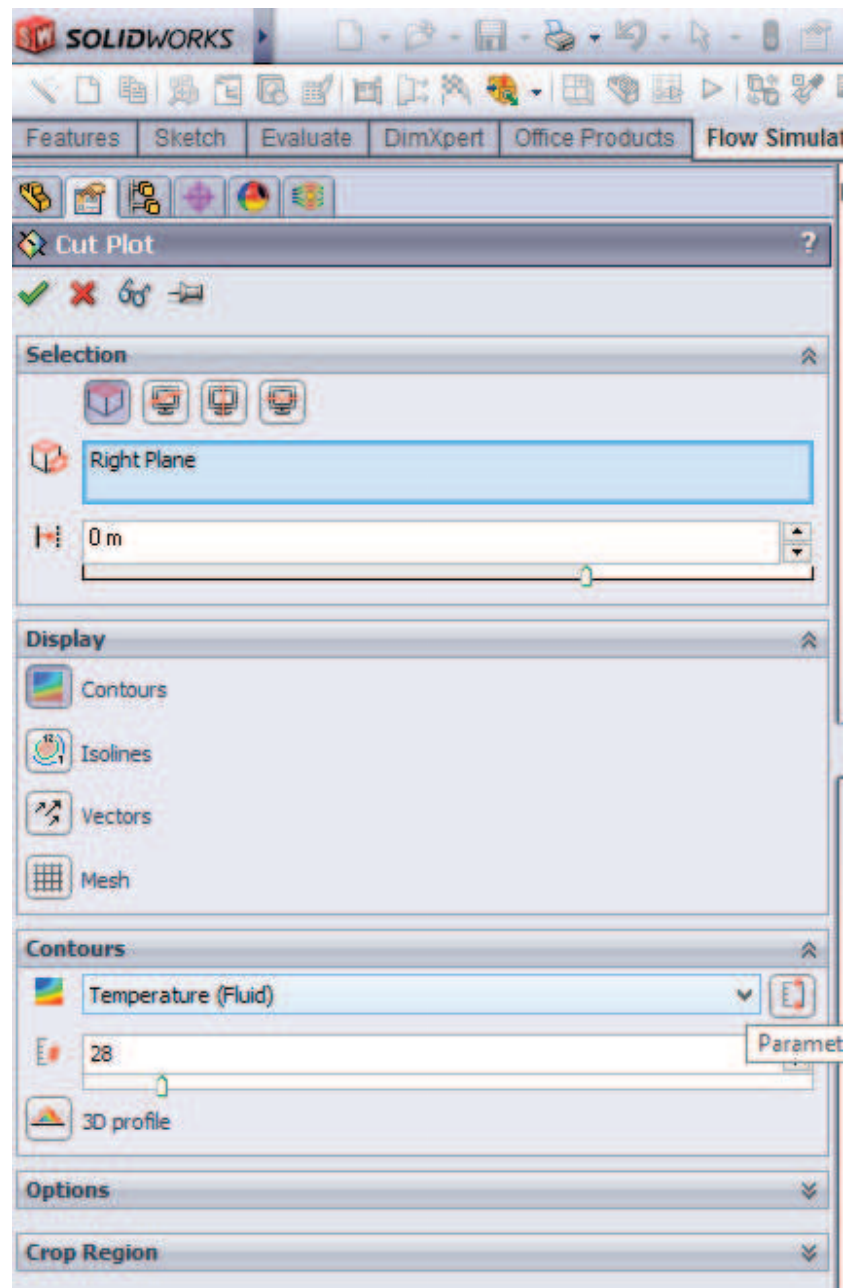 SOLIDWORKS
Features Sketch Evaluate DimXpert Office Products Flow Simulat
Cut Plot ?
Selection
Right Plane
0 m
Display
Contours
Isolines
Vectors
Mesh
Contours
Temperature (Fluid)
Paramet
28
3D profile
Options
Crop Region